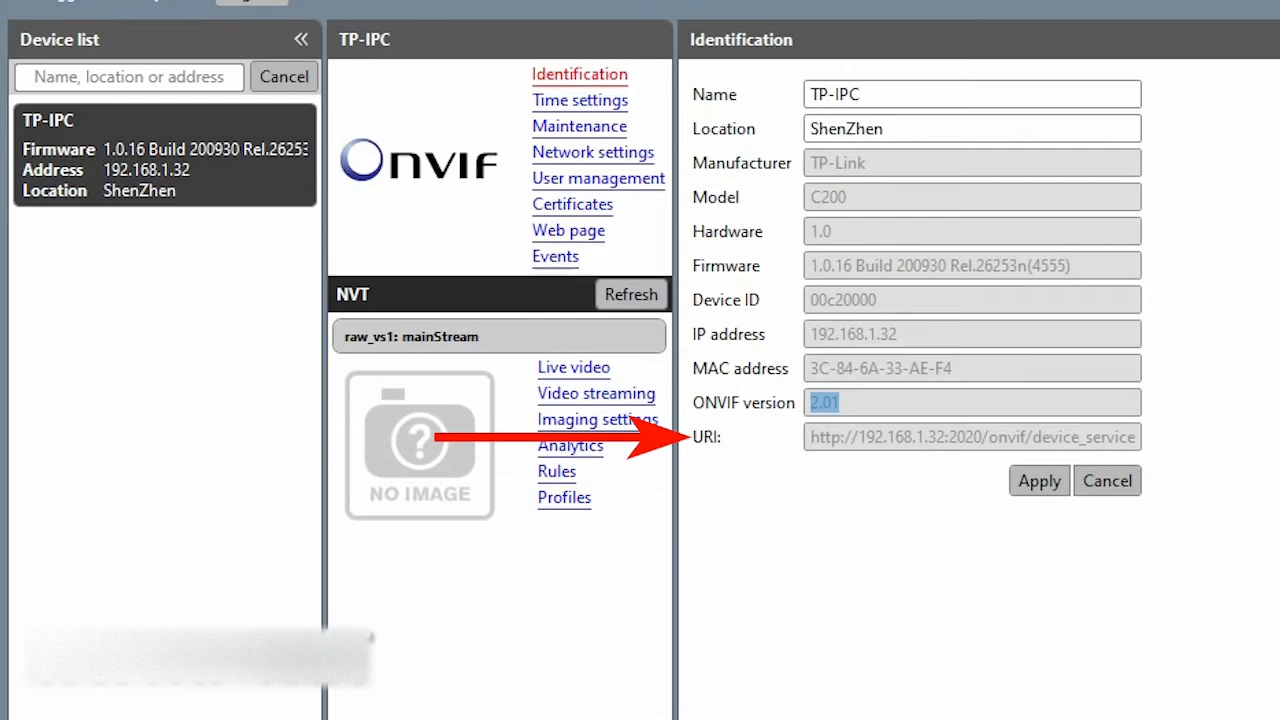 Device list
Name, location or address
Cancel
TP-IPC
Firmware 1.0.16 Build 200930 Rel.26253
Address 192.168.1.32
Location ShenZhen
TP-IPC
ONVIF
Identification
Time settings
Maintenance
Network settings
User management
Certificates
Web page
Events
NVT
Refresh
raw_vs1: mainStream
NO IMAGE
Live video
Video streaming
Imaging settings
Analytics
Rules
Profiles
Identification
Name TP-IPC
Location ShenZhen
Manufacturer TP-Link
Model C200
Hardware 1.0
Firmware 1.0.16 Build 200930 Rel.26253n(4555)
Device ID 00c20000
IP address 192.168.1.32
MAC address 3C-84-6A-33-AE-F4
ONVIF version 2.01
URI: http://192.168.1.32:2020/onvif/device_service
Apply Cancel